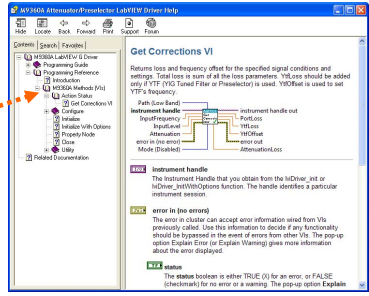 M9360A Attenuator/Preselector LabVIEW Driver Help
Hide Locate Back Forward Print Support Forum
Contents Search Favorites
M9360A LabVIEW G Driver
Programming Guide
Programming Reference
Introduction
M9360A Methods (VIs)
Action Status
Get Corrections VI
Configure
Initialize
Initialize With Options
Property Node
Close
Utility
Related Documentation
Get Corrections VI
Returns loss and frequency offset for the specified signal conditions and
settings. Total loss is sum of all the loss parameters. YtfLoss should be added
only if YTF (YIG Tuned Filter or Preselector) is used. YtfOffset is used to set
YTF's frequency.
Path (Low Band)
instrument handle
InputFrequency
InputLevel
Attenuation
error in (no error)
Mode (Disabled)
instrument handle out
PortLoss
YtfLoss
YtfOffset
error out
AttenuationLoss
instrument handle
The Instrument Handle that you obtain from the hiDriver_init or
hiDriver_InitWithOptions function. The handle identifies a particular
instrument session.
error in (no errors)
The error in cluster can accept error information wired from VIs
previously called. Use this information to decide if any functionality
should be bypassed in the event of errors from other VIs. The pop-up
option Explain Error (or Explain Warning) gives more information
about the error displayed.
status
The status boolean is either TRUE (X) for an error, or FALSE
(checkmark) for no error or a warning. The pop-up option Explain